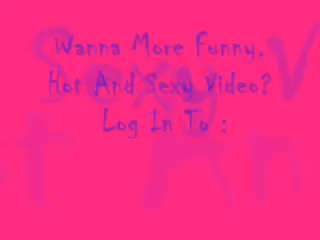 Wanna More Funny,
Hot And Sexy Video?
Log In To :